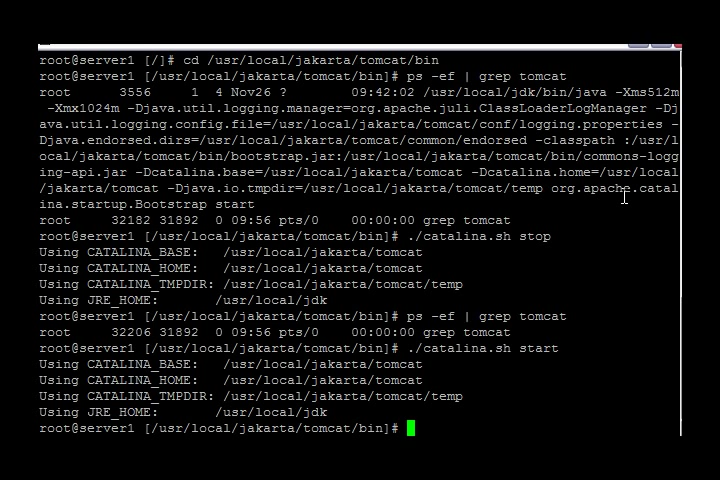 root@server1 [/]# cd /usr/local/jakarta/tomcat/bin
root@server1 [/usr/local/jakarta/tomcat/bin]# ps -ef | grep tomcat
root      3556     1  4 Nov26 ?        09:42:02 /usr/local/jdk/bin/java -Xms512m
 -Xmx1024m -Djava.util.logging.manager=org.apache.juli.ClassLoaderLogManager -Dj
ava.util.logging.config.file=/usr/local/jakarta/tomcat/conf/logging.properties -
Djava.endorsed.dirs=/usr/local/jakarta/tomcat/common/endorsed -classpath :/usr/l
ocal/jakarta/tomcat/bin/bootstrap.jar:/usr/local/jakarta/tomcat/bin/commons-logg
ing-api.jar -Dcatalina.base=/usr/local/jakarta/tomcat -Dcatalina.home=/usr/local
/jakarta/tomcat -Djava.io.tmpdir=/usr/local/jakarta/tomcat/temp org.apache.catal
ina.startup.Bootstrap start
root     32182 31892  0 09:56 pts/0    00:00:00 grep tomcat
root@server1 [/usr/local/jakarta/tomcat/bin]# ./catalina.sh stop
Using CATALINA_BASE:   /usr/local/jakarta/tomcat
Using CATALINA_HOME:   /usr/local/jakarta/tomcat
Using CATALINA_TMPDIR: /usr/local/jakarta/tomcat/temp
Using JRE_HOME:       /usr/local/jdk
root@server1 [/usr/local/jakarta/tomcat/bin]# ps -ef | grep tomcat
root     32206 31892  0 09:56 pts/0    00:00:00 grep tomcat
root@server1 [/usr/local/jakarta/tomcat/bin]# ./catalina.sh start
Using CATALINA_BASE:   /usr/local/jakarta/tomcat
Using CATALINA_HOME:   /usr/local/jakarta/tomcat
Using CATALINA_TMPDIR: /usr/local/jakarta/tomcat/temp
Using JRE_HOME:       /usr/local/jdk
root@server1 [/usr/local/jakarta/tomcat/bin]#